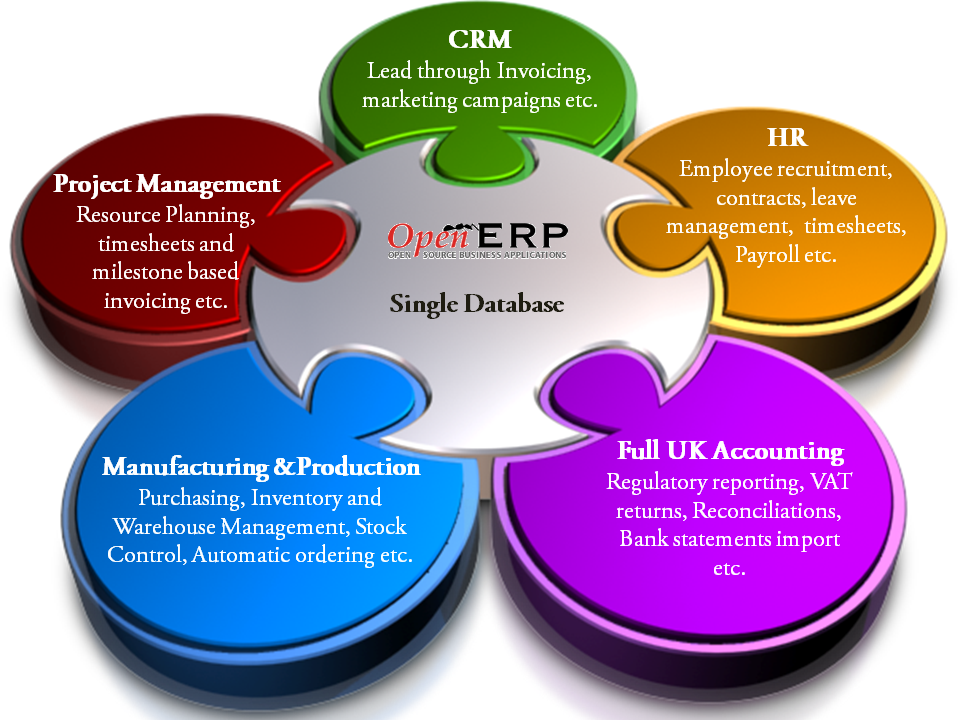 CRM
Lead through Invoicing,
marketing campaigns etc.
HR
Employee recruitment,
contracts, leave
management, timesheets,
Payroll etc.
Project Management
Resource Planning,
timesheets and
milestone based
invoicing etc.
Open ERP
OPEN SOURCE BUSINESS APPLICATIONS
Single Database
Manufacturing &Production
Purchasing, Inventory and
Warehouse Management, Stock
Control, Automatic ordering etc.
Full UK Accounting
Regulatory reporting, VAT
returns, Reconciliations,
Bank statements import
etc.